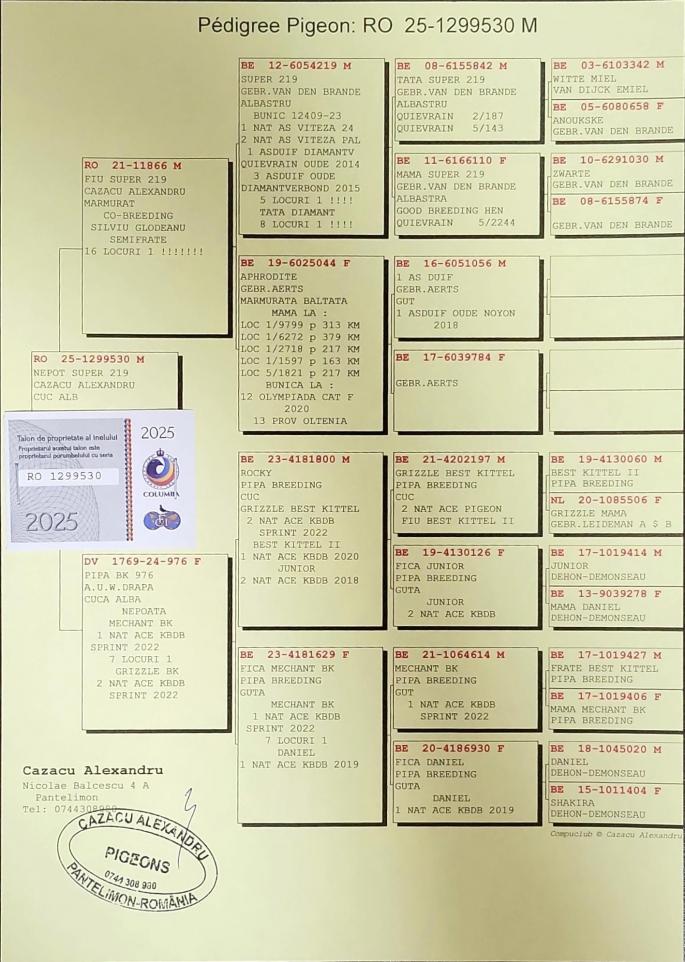 Pédigree Pigeon: RO 25-1299530 M
RO 25-1299530 M
NEPOT SUPER 219
CAZACU ALEXANDRU
CUC ALB
Talon de proprietate al inelului
Proprietarul acestui talon este
proprietarul porumbelului cu seria
RO 1299530
2025
2025
COLUMBA
RO 21-11866 M
FIU SUPER 219
CAZACU ALEXANDRU
MARMURAT
CO-BREEDING
SILVIU GLODEANU
SEMIFRATE
16 LOCURI 1 !!!!!!!
DV 1769-24-976 F
PIPA BK 976
A.U.W.DRAPA
CUCA ALBA
NEPOATA
MECHANT BK
1 NAT ACE KBDB
SPRINT 2022
7 LOCURI 1
GRIZZLE BK
2 NAT ACE KBDB
SPRINT 2022
BE 12-6054219 M
SUPER 219
GEBR.VAN DEN BRANDE
ALBASTRU
BUNIC 12409-23
1 NAT AS VITEZA 24
2 NAT AS VITEZA PAL
1 ASDUIF DIAMANTV
QUIEVRAIN OUDE 2014
3 ASDUIF OUDE
DIAMANTVERBOND 2015
5 LOCURI 1 !!!!
TATA DIAMANT
8 LOCURI 1 !!!!
BE 19-6025044 F
APHRODITE
GEBR.AERTS
MARMURATA BALTATA
MAMA LA :
LOC 1/9799 p 313 KM
LOC 1/6272 p 379 KM
LOC 1/2718 p 217 KM
LOC 1/1597 p 163 KM
LOC 5/1821 p 217 KM
BUNICA LA :
12 OLYMPIADA CAT F
2020
13 PROV OLTENIA
BE 23-4181800 M
ROCKY
PIPA BREEDING
CUC
GRIZZLE BEST KITTEL
2 NAT ACE KBDB
SPRINT 2022
BEST KITTEL II
1 NAT ACE KBDB 2020
JUNIOR
2 NAT ACE KBDB 2018
BE 23-4181629 F
FICA MECHANT BK
PIPA BREEDING
GUTA
MECHANT BK
1 NAT ACE KBDB
SPRINT 2022
7 LOCURI 1
DANIEL
1 NAT ACE KBDB 2019
BE 08-6155842 M
TATA SUPER 219
GEBR.VAN DEN BRANDE
ALBASTRU
QUIEVRAIN 2/187
QUIEVRAIN 5/143
BE 11-6166110 F
MAMA SUPER 219
GEBR.VAN DEN BRANDE
ALBASTRA
GOOD BREEDING HEN
QUIEVRAIN 5/2244
BE 16-6051056 M
1 AS DUIF
GEBR.AERTS
GUT
1 ASDUIF OUDE NOYON
2018
BE 17-6039784 F
GEBR.AERTS
BE 21-4202197 M
GRIZZLE BEST KITTEL
PIPA BREEDING
CUC
2 NAT ACE PIGEON
FIU BEST KITTEL II
BE 19-4130126 F
FICA JUNIOR
PIPA BREEDING
GUTA
JUNIOR
2 NAT ACE KBDB
BE 21-1064614 M
MECHANT BK
PIPA BREEDING
GUT
1 NAT ACE KBDB
SPRINT 2022
BE 20-4186930 F
FICA DANIEL
PIPA BREEDING
GUTA
DANIEL
1 NAT ACE KBDB 2019
BE 03-6103342 M
WITTE MIEL
VAN DIJCK EMIEL
BE 05-6080658 F
ANOUKSKE
GEBR.VAN DEN BRANDE
BE 10-6291030 M
ZWARTE
GEBR.VAN DEN BRANDE
BE 08-6155874 F
GEBR.VAN DEN BRANDE
BE 19-4130060 M
BEST KITTEL II
PIPA BREEDING
NL 20-1085506 F
GRIZZLE MAMA
GEBR.LEIDEMAN A $ B
BE 17-1019414 M
JUNIOR
DEHON-DEMONSEAU
BE 13-9039278 F
MAMA DANIEL
DEHON-DEMONSEAU
BE 17-1019427 M
FRATE BEST KITTEL
PIPA BREEDING
BE 17-1019406 F
MAMA MECHANT BK
PIPA BREEDING
BE 18-1045020 M
DANIEL
DEHON-DEMONSEAU
BE 15-1011404 F
SHAKIRA
DEHON-DEMONSEAU
Compuclub © Cazacu Alexandru
Cazacu Alexandru
Nicolae Balcescu 4 A
Pantelimon
Tel: 0744308980
CAZACU ALEXANDRU
PIGEONS
0744 308 980
PANTELIMON-ROMÂNIA